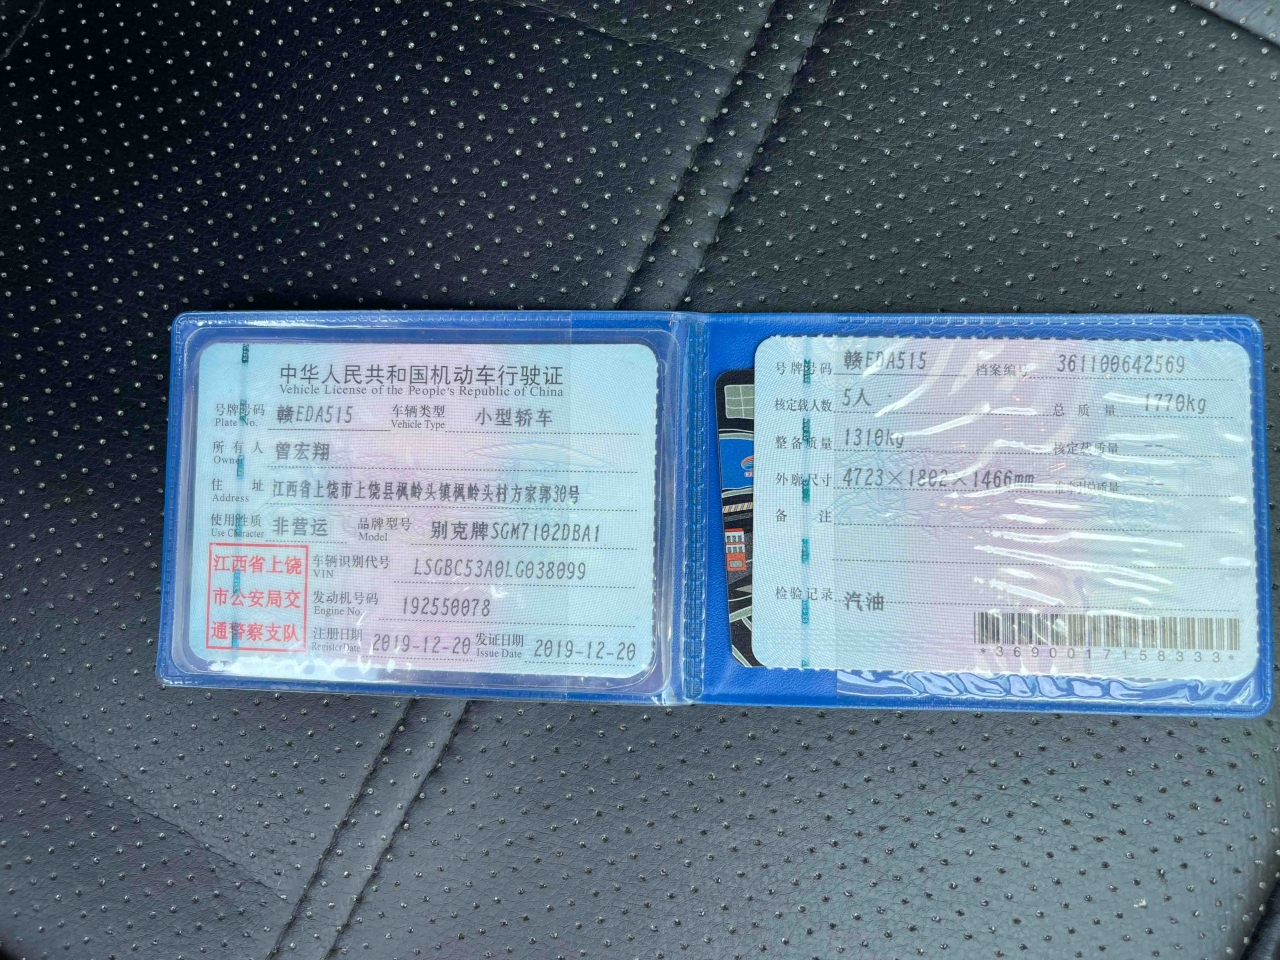 中华人民共和国机动车行驶证
Vehicle License of the People's Republic of China
号牌号码 赣EDA515 车辆类型 小型轿车
Plate No. Vehicle Type
所有人 曾宏翔
Owner
住址 江西省上饶市上饶县枫岭头镇枫岭头村方家郭30号
Address
使用性质 非营运 品牌型号 别克牌SGM7102DBA1
Use Character Model
江西省上饶
市公安局交
通警察支队
车辆识别代号 LSGBC53A0LG038099
VIN
发动机号码 192550078
Engine No.
注册日期 2019-12-20 发证日期 2019-12-20
Register Date Issue Date
号牌号码 赣EDA515 档案编号 361100642569
核定载人数 5人 总质量 1770kg
整备质量 1310kg 核定载质量 --
外廓尺寸 4723×1802×1466mm 准牵引总质量 --
备注
检验记录 汽油
*3690017158333*